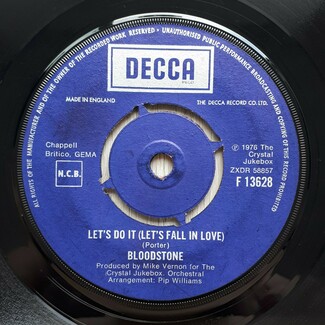 ALL RIGHTS OF THE MANUFACTURER AND OF THE OWNER OF THE RECORDED WORK RESERVED • UNAUTHORISED PUBLIC PERFORMANCE BROADCASTING AND COPYING OF THIS RECORD PROHIBITED
DECCA
MADE IN ENGLAND
THE DECCA RECORD CO. LTD.
Chappell
Britico, GEMA
N.C.B.
℗ 1976 The
Crystal
Jukebox
ZXDR 58857
F 13628
LET'S DO IT (LET'S FALL IN LOVE)
(Porter)
BLOODSTONE
Produced by Mike Vernon for The
Crystal Jukebox. Orchestral
Arrangement: Pip Williams